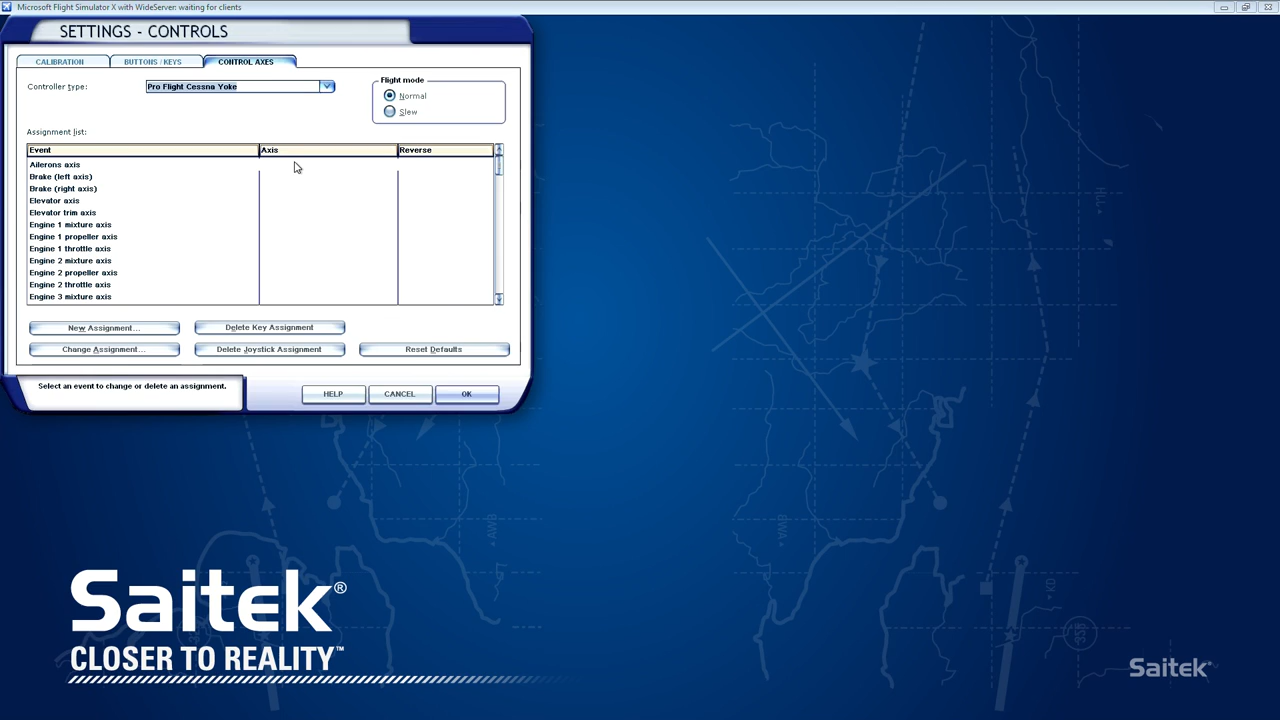 Microsoft Flight Simulator X with WideServer: waiting for clients
SETTINGS - CONTROLS
CALIBRATION
BUTTONS / KEYS
CONTROL AXES
Controller type:
Pro Flight Cessna Yoke
Flight mode
Normal
Slew
Assignment list:
Event Axis Reverse
Ailerons axis
Brake (left axis)
Brake (right axis)
Elevator axis
Elevator trim axis
Engine 1 mixture axis
Engine 1 propeller axis
Engine 1 throttle axis
Engine 2 mixture axis
Engine 2 propeller axis
Engine 2 throttle axis
Engine 3 mixture axis
New Assignment...
Delete Key Assignment
Change Assignment...
Delete Joystick Assignment
Reset Defaults
Select an event to change or delete an assignment.
HELP
CANCEL
OK
Saitek®
CLOSER TO REALITY™
AWB
AWB
KD
Saitek